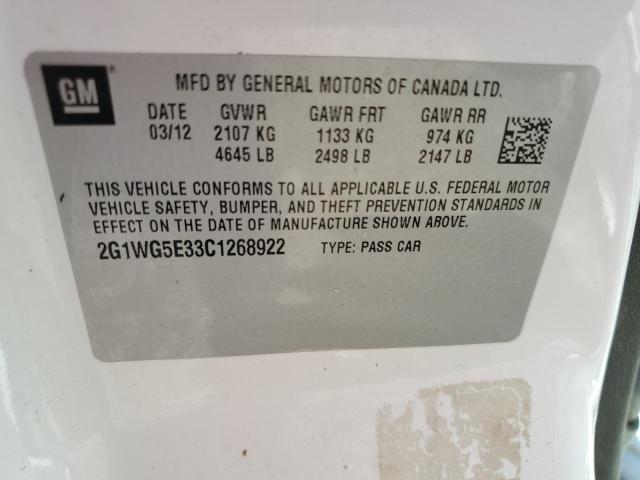 GM
MFD BY GENERAL MOTORS OF CANADA LTD.
DATE GVWR GAWR FRT GAWR RR
03/12 2107 KG 1133 KG 974 KG
4645 LB 2498 LB 2147 LB
THIS VEHICLE CONFORMS TO ALL APPLICABLE U.S. FEDERAL MOTOR
VEHICLE SAFETY, BUMPER, AND THEFT PREVENTION STANDARDS IN
EFFECT ON THE DATE OF MANUFACTURE SHOWN ABOVE.
2G1WG5E33C1268922 TYPE: PASS CAR